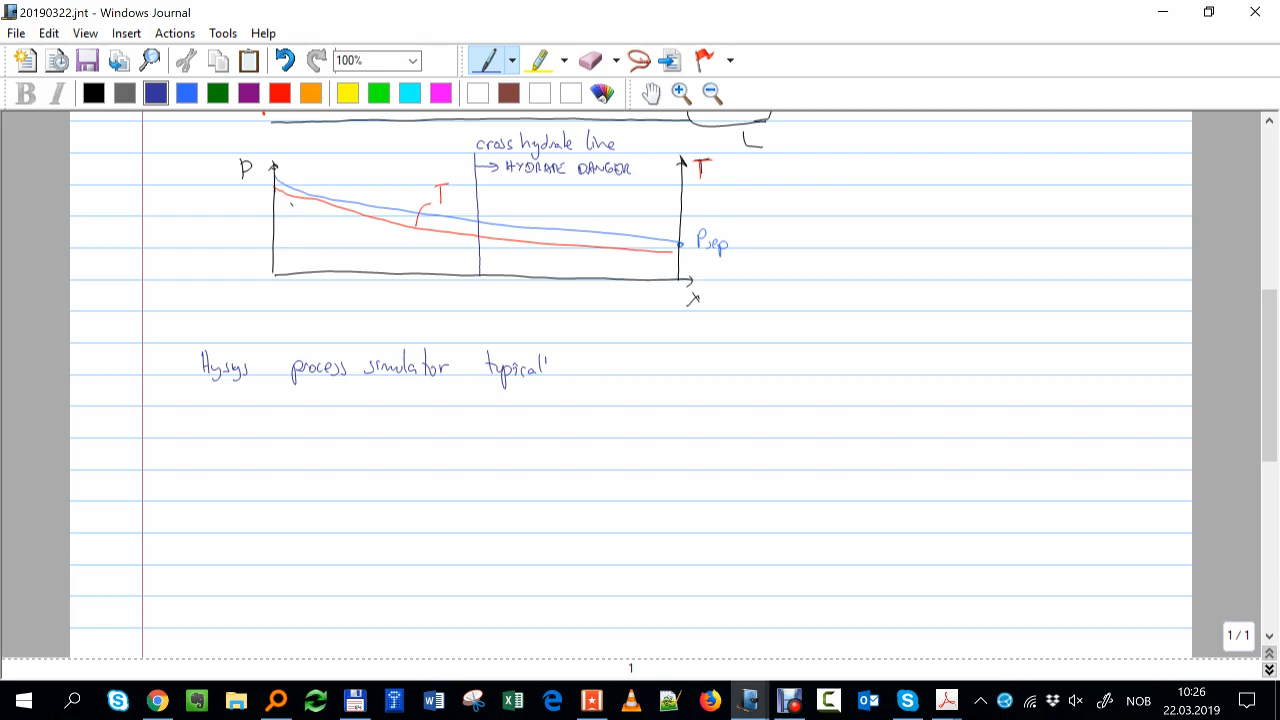 20190322.jnt - Windows Journal
File Edit View Insert Actions Tools Help
100%
B I
L
cross hydrate line
P HYDRATE DANGER T
T
Psep
x
Hysys process simulator typical
1 / 1
1
NOB 10:26
22.03.2019